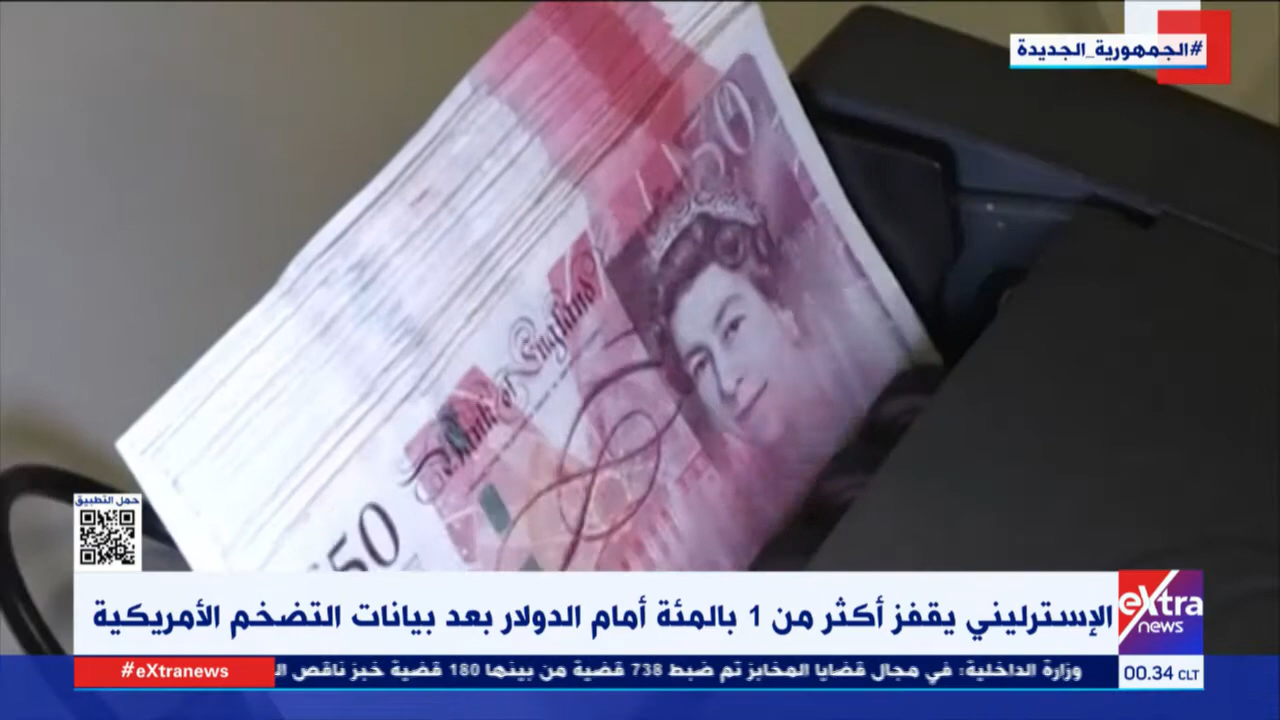 #الجمهورية_الجديدة
£50
Bank of England
50
حمل التطبيق
الإسترليني يقفز أكثر من 1 بالمئة أمام الدولار بعد بيانات التضخم الأمريكية
eXtra
news
#eXtranews
وزارة الداخلية: في مجال قضايا المخابز تم ضبط 738 قضية من بينها 180 قضية خبز ناقص
00.34 CLT